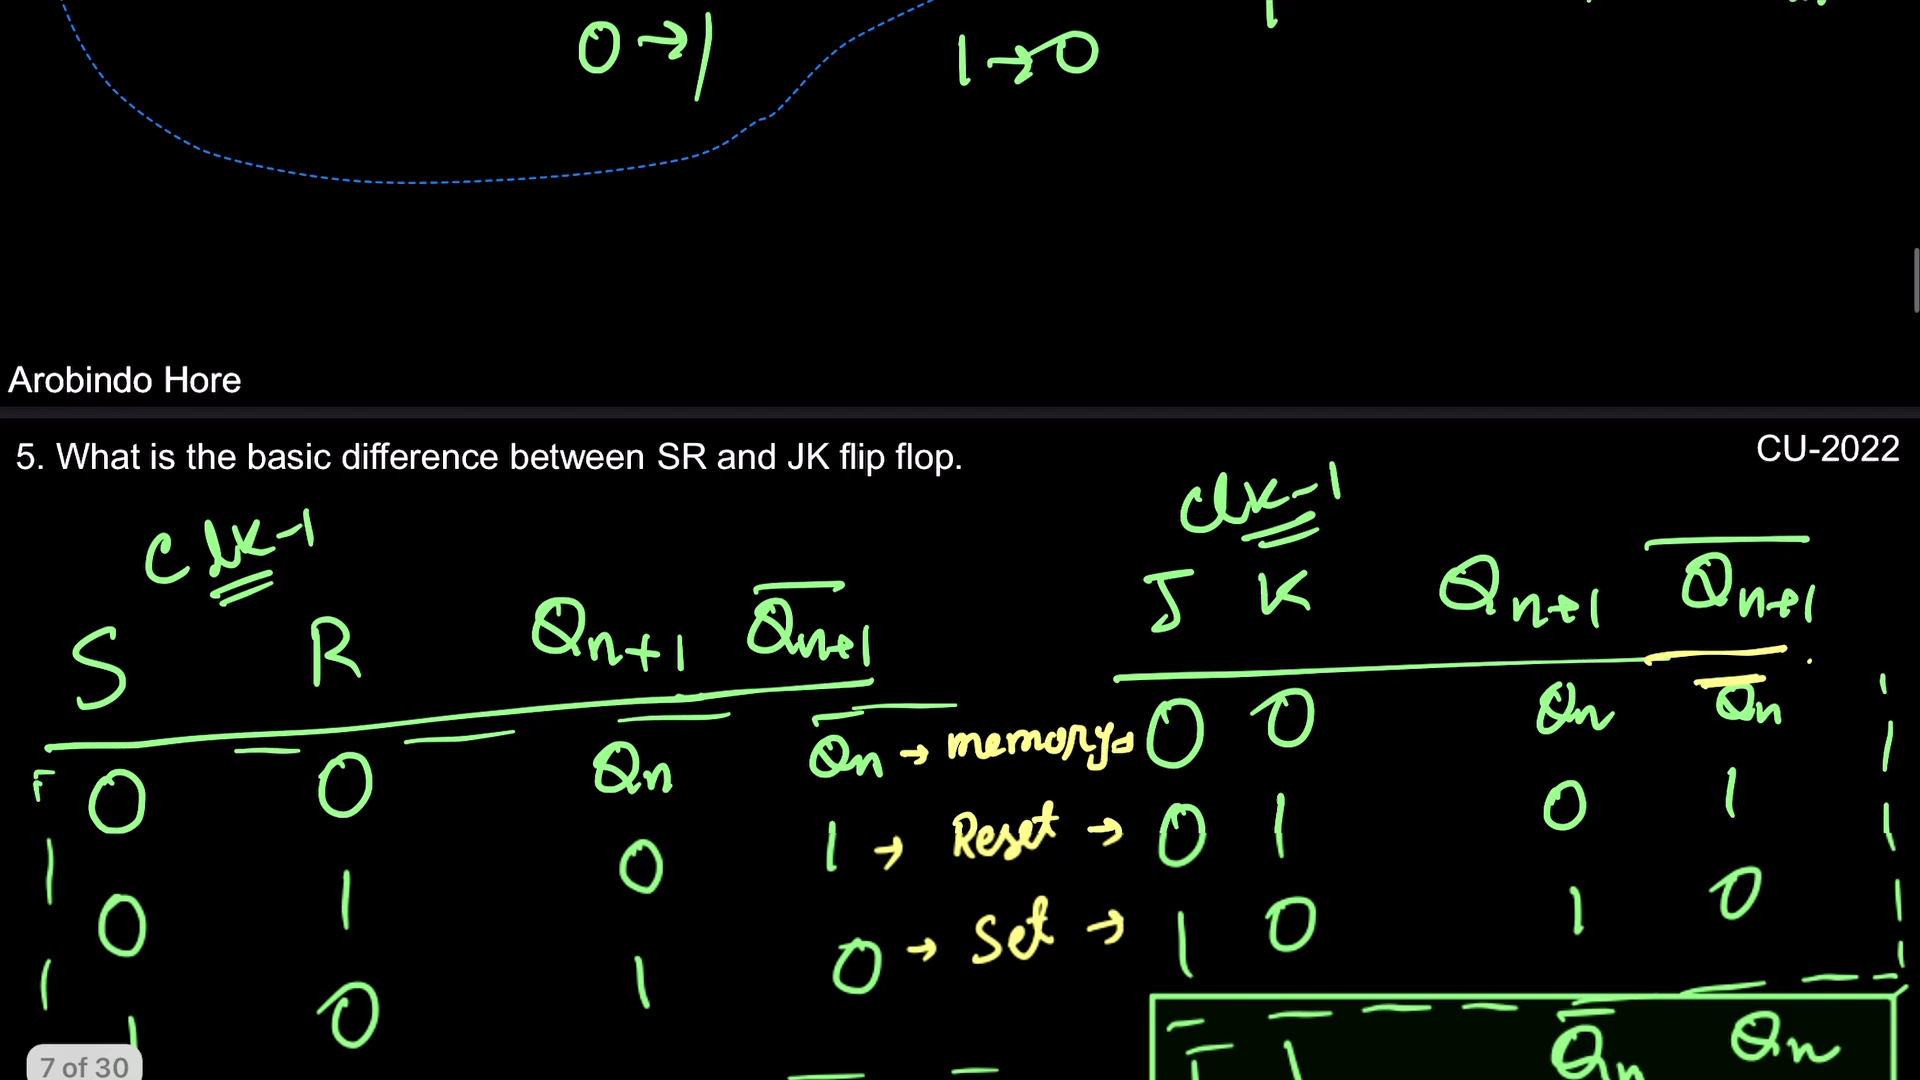 0 → 1 1 → 0
Arobindo Hore
5. What is the basic difference between SR and JK flip flop. CU-2022
Clk-1 Clk-1
S R Qn+1 Q̅n+1 J K Qn+1 Q̅n+1
0 0 Qn Q̅n → memory 0 0 Qn Q̅n
0 1 0 1 → Reset → 0 1 0 1
1 0 1 0 → Set → 1 0 1 0
1 1 Q̅n Qn
7 of 30